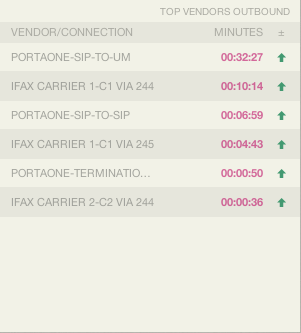 TOP VENDORS OUTBOUND
VENDOR/CONNECTION MINUTES ±
PORTAONE-SIP-TO-UM 00:32:27
IFAX CARRIER 1-C1 VIA 244 00:10:14
PORTAONE-SIP-TO-SIP 00:06:59
IFAX CARRIER 1-C1 VIA 245 00:04:43
PORTAONE-TERMINATIO... 00:00:50
IFAX CARRIER 2-C2 VIA 244 00:00:36